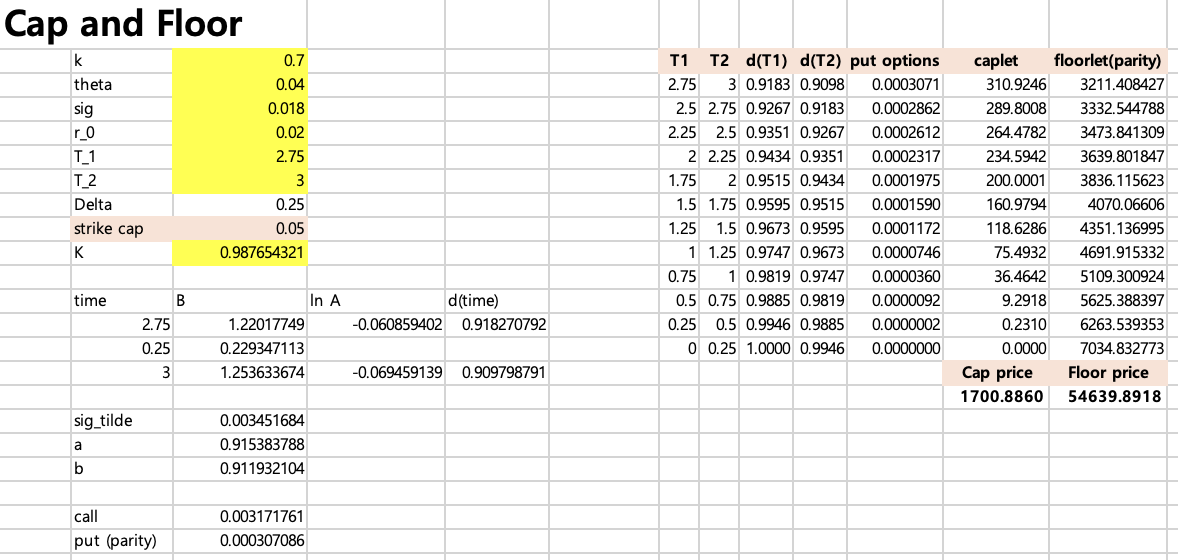 Cap and Floor
k 0.7 T1 T2 d(T1) d(T2) put options caplet floorlet(parity)
theta 0.04 2.75 3 0.9183 0.9098 0.0003071 310.9246 3211.408427
sig 0.018 2.5 2.75 0.9267 0.9183 0.0002862 289.8008 3332.544788
r_0 0.02 2.25 2.5 0.9351 0.9267 0.0002612 264.4782 3473.841309
T_1 2.75 2 2.25 0.9434 0.9351 0.0002317 234.5942 3639.801847
T_2 3 1.75 2 0.9515 0.9434 0.0001975 200.0001 3836.115623
Delta 0.25 1.5 1.75 0.9595 0.9515 0.0001590 160.9794 4070.06606
strike cap 0.05 1.25 1.5 0.9673 0.9595 0.0001172 118.6286 4351.136995
K 0.987654321 1 1.25 0.9747 0.9673 0.0000746 75.4932 4691.915332
0.75 1 0.9819 0.9747 0.0000360 36.4642 5109.300924
time B ln A d(time) 0.5 0.75 0.9885 0.9819 0.0000092 9.2918 5625.388397
2.75 1.22017749 -0.060859402 0.918270792 0.25 0.5 0.9946 0.9885 0.0000002 0.2310 6263.539353
0.25 0.229347113 0 0.25 1.0000 0.9946 0.0000000 0.0000 7034.832773
3 1.253633674 -0.069459139 0.909798791 Cap price Floor price
1700.8860 54639.8918
sig_tilde 0.003451684
a 0.915383788
b 0.911932104
call 0.003171761
put (parity) 0.000307086